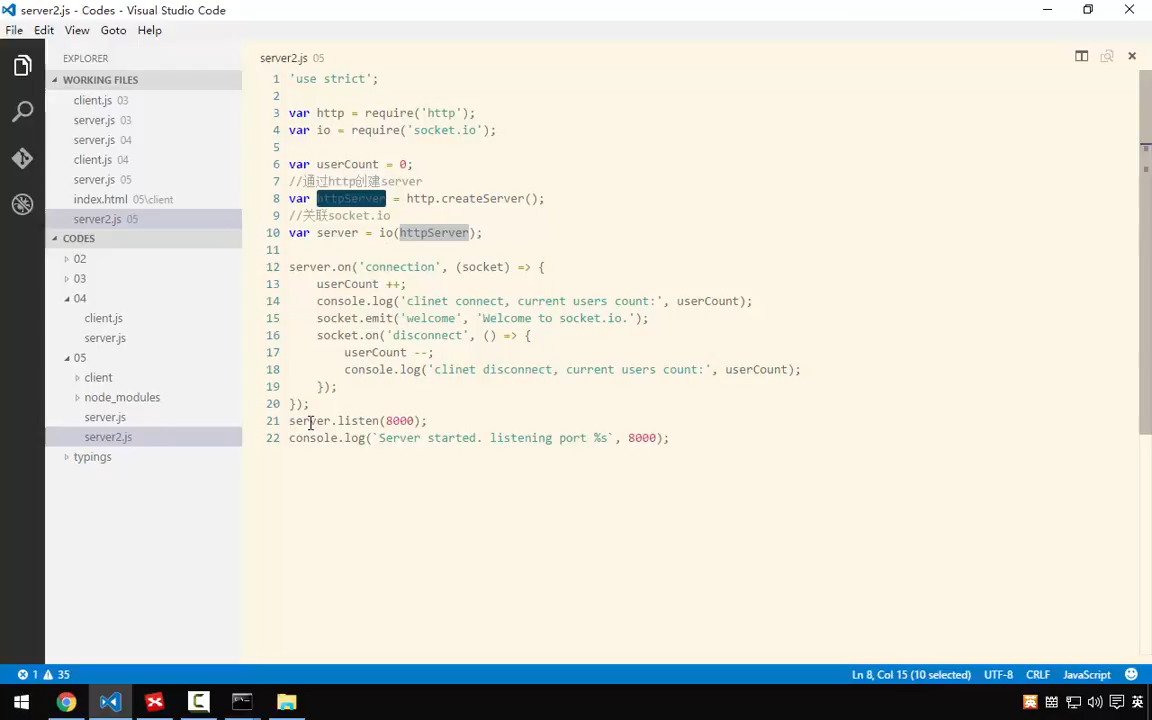 server2.js - Codes - Visual Studio Code
File Edit View Goto Help
EXPLORER
WORKING FILES
client.js 03
server.js 03
server.js 04
client.js 04
server.js 05
index.html 05\client
server2.js 05
CODES
02
03
04
client.js
server.js
05
client
node_modules
server.js
server2.js
typings
server2.js 05
1 'use strict';
2
3 var http = require('http');
4 var io = require('socket.io');
5
6 var userCount = 0;
7 //通过http创建server
8 var httpServer = http.createServer();
9 //关联socket.io
10 var server = io(httpServer);
11
12 server.on('connection', (socket) => {
13 userCount ++;
14 console.log('clinet connect, current users count:', userCount);
15 socket.emit('welcome', 'Welcome to socket.io.');
16 socket.on('disconnect', () => {
17 userCount --;
18 console.log('clinet disconnect, current users count:', userCount);
19 });
20 });
21 server.listen(8000);
22 console.log(`Server started. listening port %s`, 8000);
1 35
Ln 8, Col 15 (10 selected) UTF-8 CRLF JavaScript
英 英